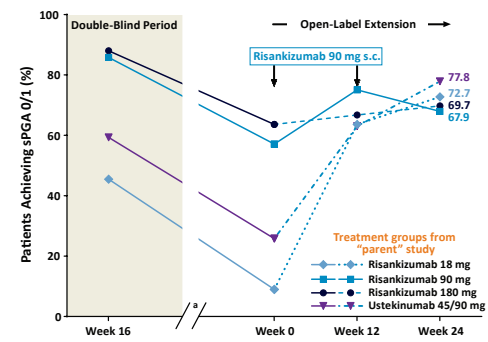 Double-Blind Period
Open-Label Extension
Risankizumab 90 mg s.c.
Patients Achieving sPGA 0/1 (%)
100
80
60
40
20
0
77.8
72.7
69.7
67.9
Treatment groups from
“parent” study
Risankizumab 18 mg
Risankizumab 90 mg
Risankizumab 180 mg
Ustekinumab 45/90 mg
a
Week 16
Week 0
Week 12
Week 24